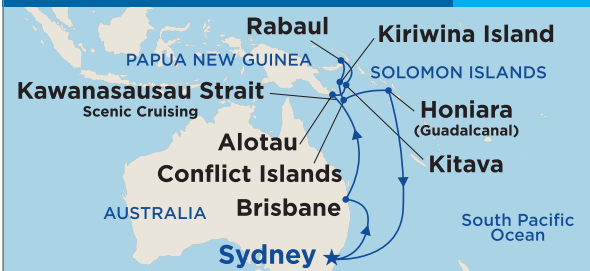 Rabaul
Kiriwina Island
PAPUA NEW GUINEA
SOLOMON ISLANDS
Kawanasausau Strait
Scenic Cruising
Honiara
(Guadalcanal)
Alotau
Kitava
Conflict Islands
Brisbane
AUSTRALIA
South Pacific
Ocean
Sydney